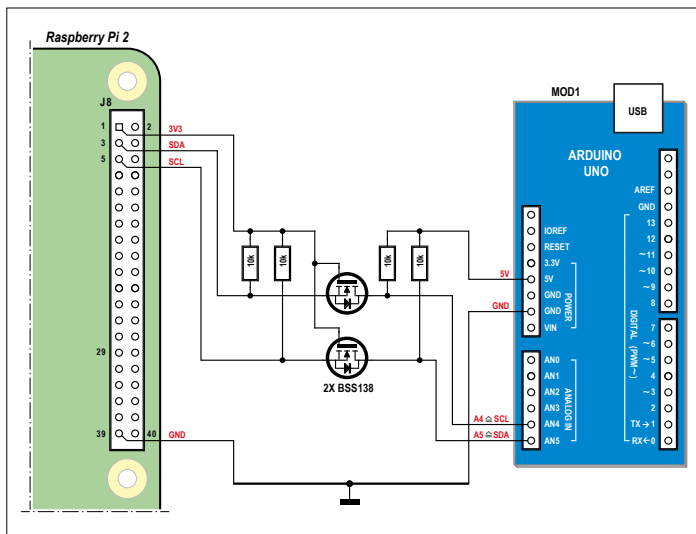 Raspberry Pi 2
J8
1
2
3V3
3
SDA
5
SCL
29
39
40
GND
10k
10k
10k
10k
2X BSS138
5V
GND
A4 ≙ SCL
A5 ≙ SDA
MOD1
USB
ARDUINO
UNO
IOREF
RESET
3.3V
5V
GND
GND
VIN
POWER
AN0
AN1
AN2
AN3
AN4
AN5
ANALOG IN
AREF
GND
13
12
~11
~10
~9
8
7
~6
~5
4
~3
2
TX→1
RX←0
DIGITAL (PWM~)